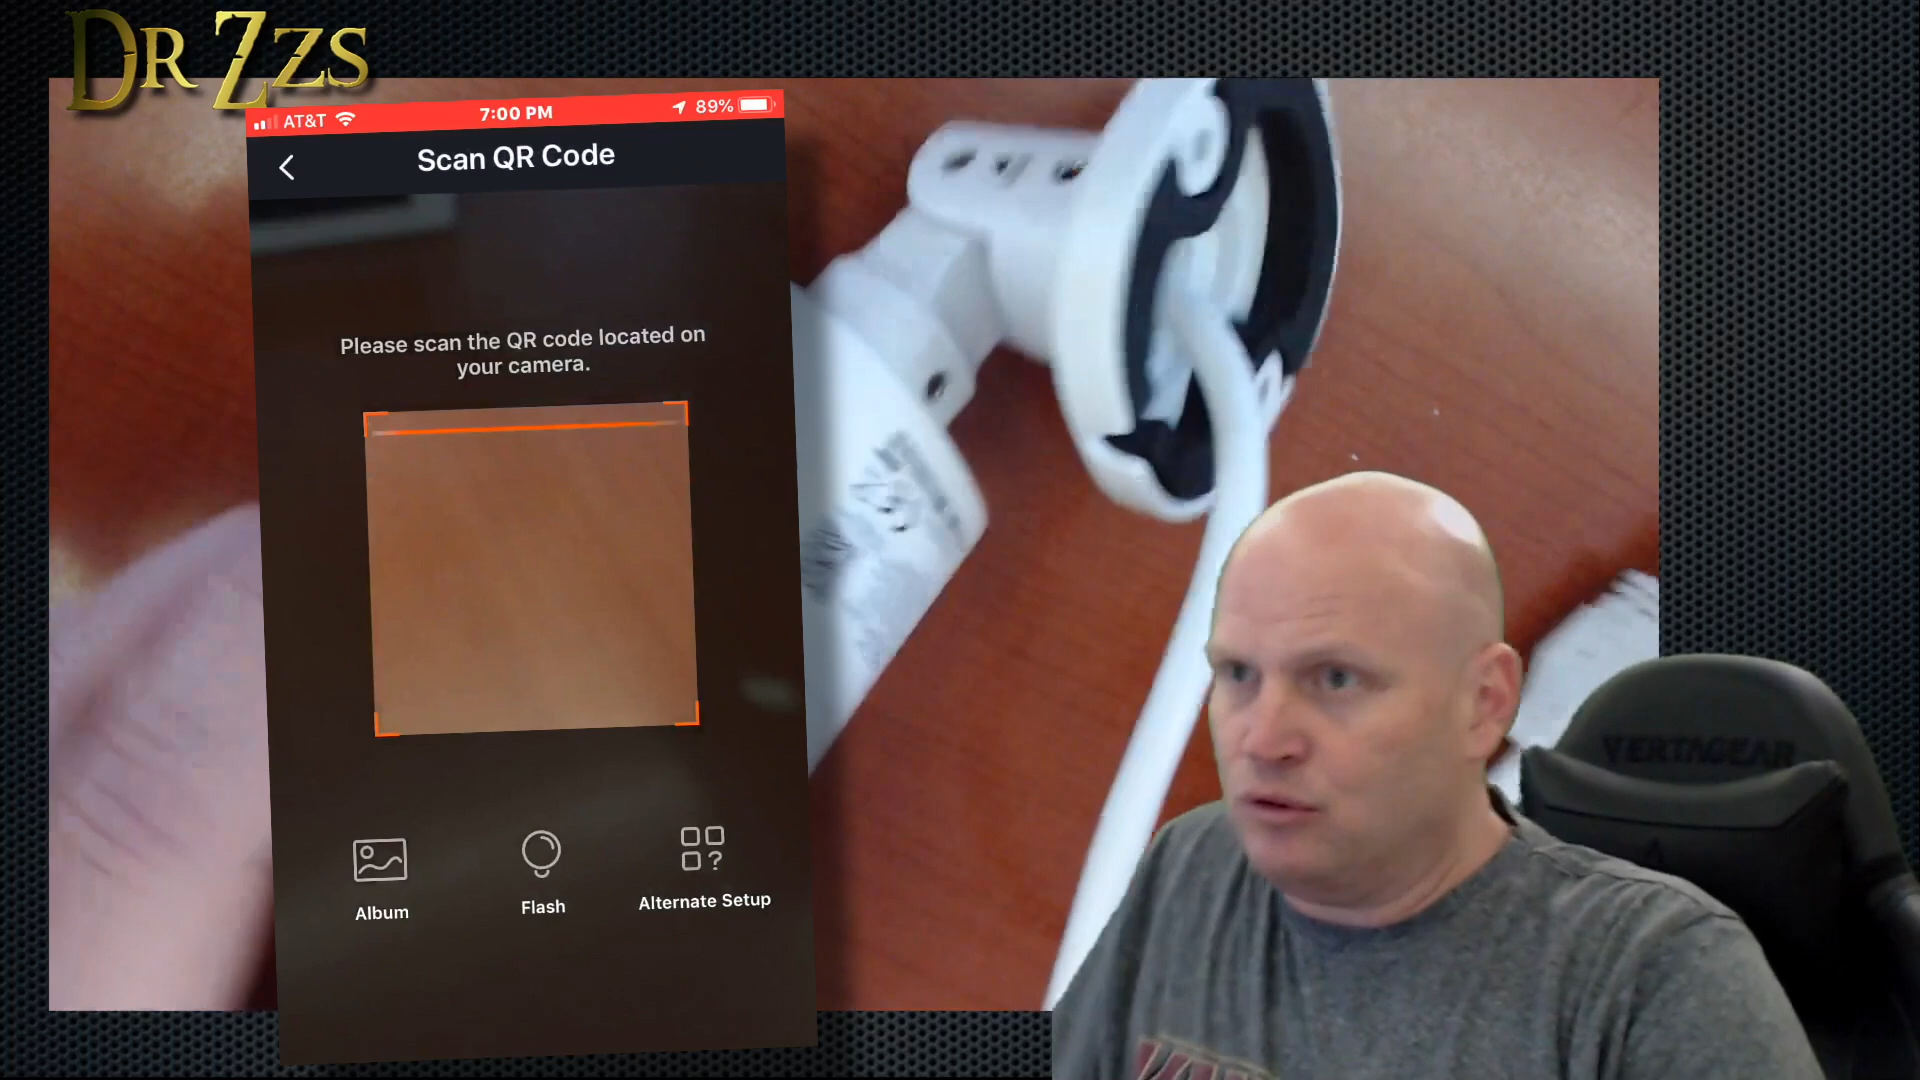 DR ZZS
AT&T 7:00 PM 89%
Scan QR Code
Please scan the QR code located on
your camera.
Album Flash Alternate Setup
VERTAGEAR